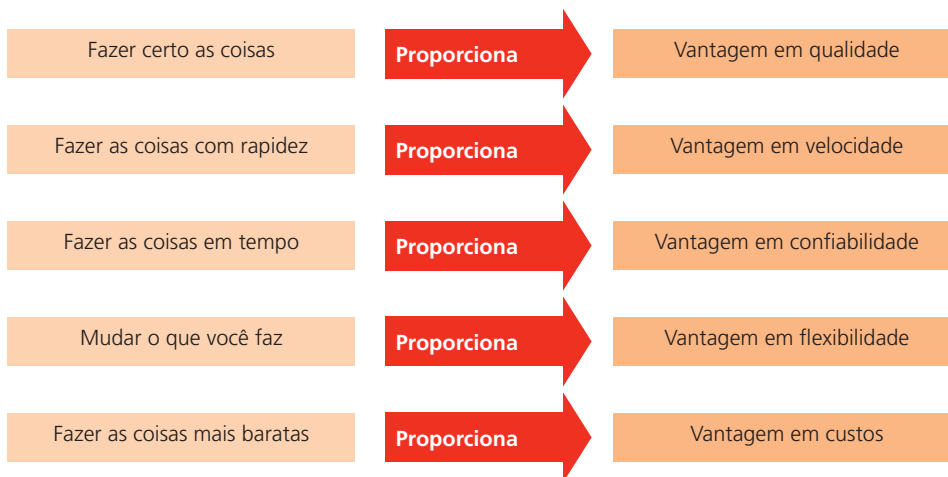 Fazer certo as coisas
Proporciona
Vantagem em qualidade
Fazer as coisas com rapidez
Proporciona
Vantagem em velocidade
Fazer as coisas em tempo
Proporciona
Vantagem em confiabilidade
Mudar o que você faz
Proporciona
Vantagem em flexibilidade
Fazer as coisas mais baratas
Proporciona
Vantagem em custos